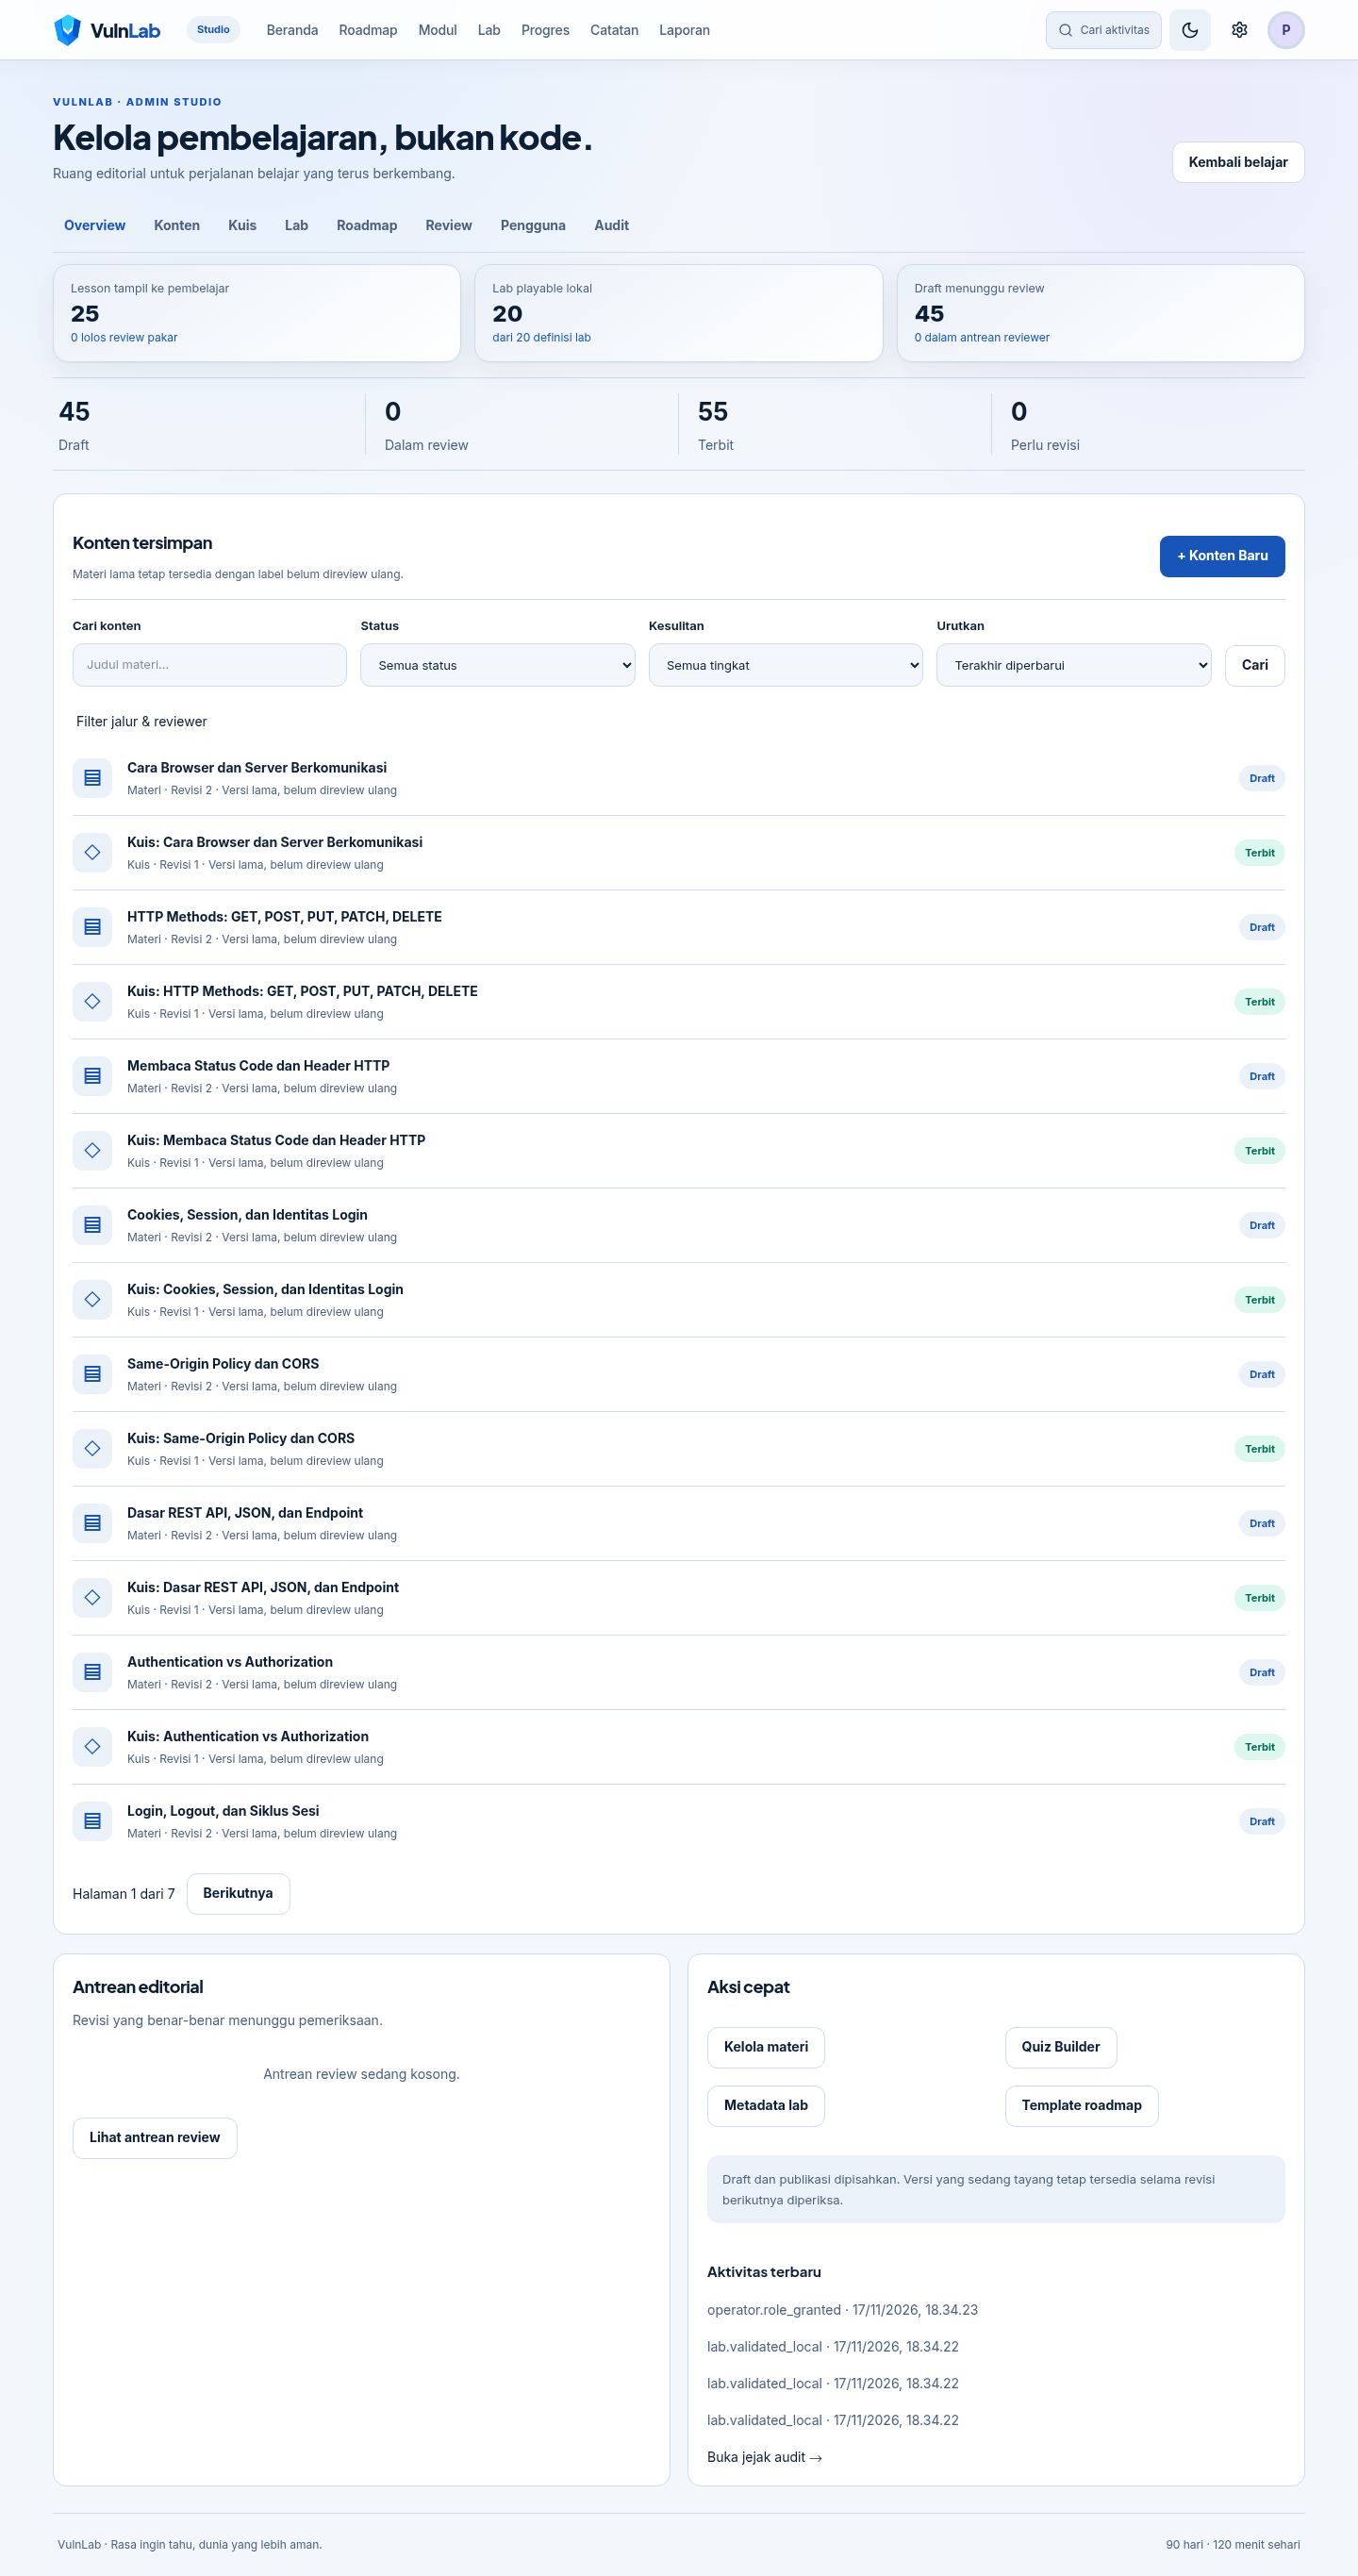 VulnLab
Studio
Beranda
Roadmap
Modul
Lab
Progres
Catatan
Laporan
Cari aktivitas
P
VULNLAB · ADMIN STUDIO
Kelola pembelajaran, bukan kode.
Ruang editorial untuk perjalanan belajar yang terus berkembang.
Kembali belajar
Overview
Konten
Kuis
Lab
Roadmap
Review
Pengguna
Audit
Lesson tampil ke pembelajar
25
0 lolos review pakar
Lab playable lokal
20
dari 20 definisi lab
Draft menunggu review
45
0 dalam antrean reviewer
45
Draft
0
Dalam review
55
Terbit
0
Perlu revisi
Konten tersimpan
Materi lama tetap tersedia dengan label belum direview ulang.
+ Konten Baru
Cari konten
Judul materi...
Status
Semua status
Kesulitan
Semua tingkat
Urutkan
Terakhir diperbarui
Cari
Filter jalur & reviewer
Cara Browser dan Server Berkomunikasi
Materi · Revisi 2 · Versi lama, belum direview ulang
Draft
Kuis: Cara Browser dan Server Berkomunikasi
Kuis · Revisi 1 · Versi lama, belum direview ulang
Terbit
HTTP Methods: GET, POST, PUT, PATCH, DELETE
Materi · Revisi 2 · Versi lama, belum direview ulang
Draft
Kuis: HTTP Methods: GET, POST, PUT, PATCH, DELETE
Kuis · Revisi 1 · Versi lama, belum direview ulang
Terbit
Membaca Status Code dan Header HTTP
Materi · Revisi 2 · Versi lama, belum direview ulang
Draft
Kuis: Membaca Status Code dan Header HTTP
Kuis · Revisi 1 · Versi lama, belum direview ulang
Terbit
Cookies, Session, dan Identitas Login
Materi · Revisi 2 · Versi lama, belum direview ulang
Draft
Kuis: Cookies, Session, dan Identitas Login
Kuis · Revisi 1 · Versi lama, belum direview ulang
Terbit
Same-Origin Policy dan CORS
Materi · Revisi 2 · Versi lama, belum direview ulang
Draft
Kuis: Same-Origin Policy dan CORS
Kuis · Revisi 1 · Versi lama, belum direview ulang
Terbit
Dasar REST API, JSON, dan Endpoint
Materi · Revisi 2 · Versi lama, belum direview ulang
Draft
Kuis: Dasar REST API, JSON, dan Endpoint
Kuis · Revisi 1 · Versi lama, belum direview ulang
Terbit
Authentication vs Authorization
Materi · Revisi 2 · Versi lama, belum direview ulang
Draft
Kuis: Authentication vs Authorization
Kuis · Revisi 1 · Versi lama, belum direview ulang
Terbit
Login, Logout, dan Siklus Sesi
Materi · Revisi 2 · Versi lama, belum direview ulang
Draft
Halaman 1 dari 7
Berikutnya
Antrean editorial
Revisi yang benar-benar menunggu pemeriksaan.
Antrean review sedang kosong.
Lihat antrean review
Aksi cepat
Kelola materi
Quiz Builder
Metadata lab
Template roadmap
Draft dan publikasi dipisahkan. Versi yang sedang tayang tetap tersedia selama revisi
berikutnya diperiksa.
Aktivitas terbaru
operator.role_granted · 17/11/2026, 18.34.23
lab.validated_local · 17/11/2026, 18.34.22
lab.validated_local · 17/11/2026, 18.34.22
lab.validated_local · 17/11/2026, 18.34.22
Buka jejak audit →
VulnLab · Rasa ingin tahu, dunia yang lebih aman.
90 hari · 120 menit sehari